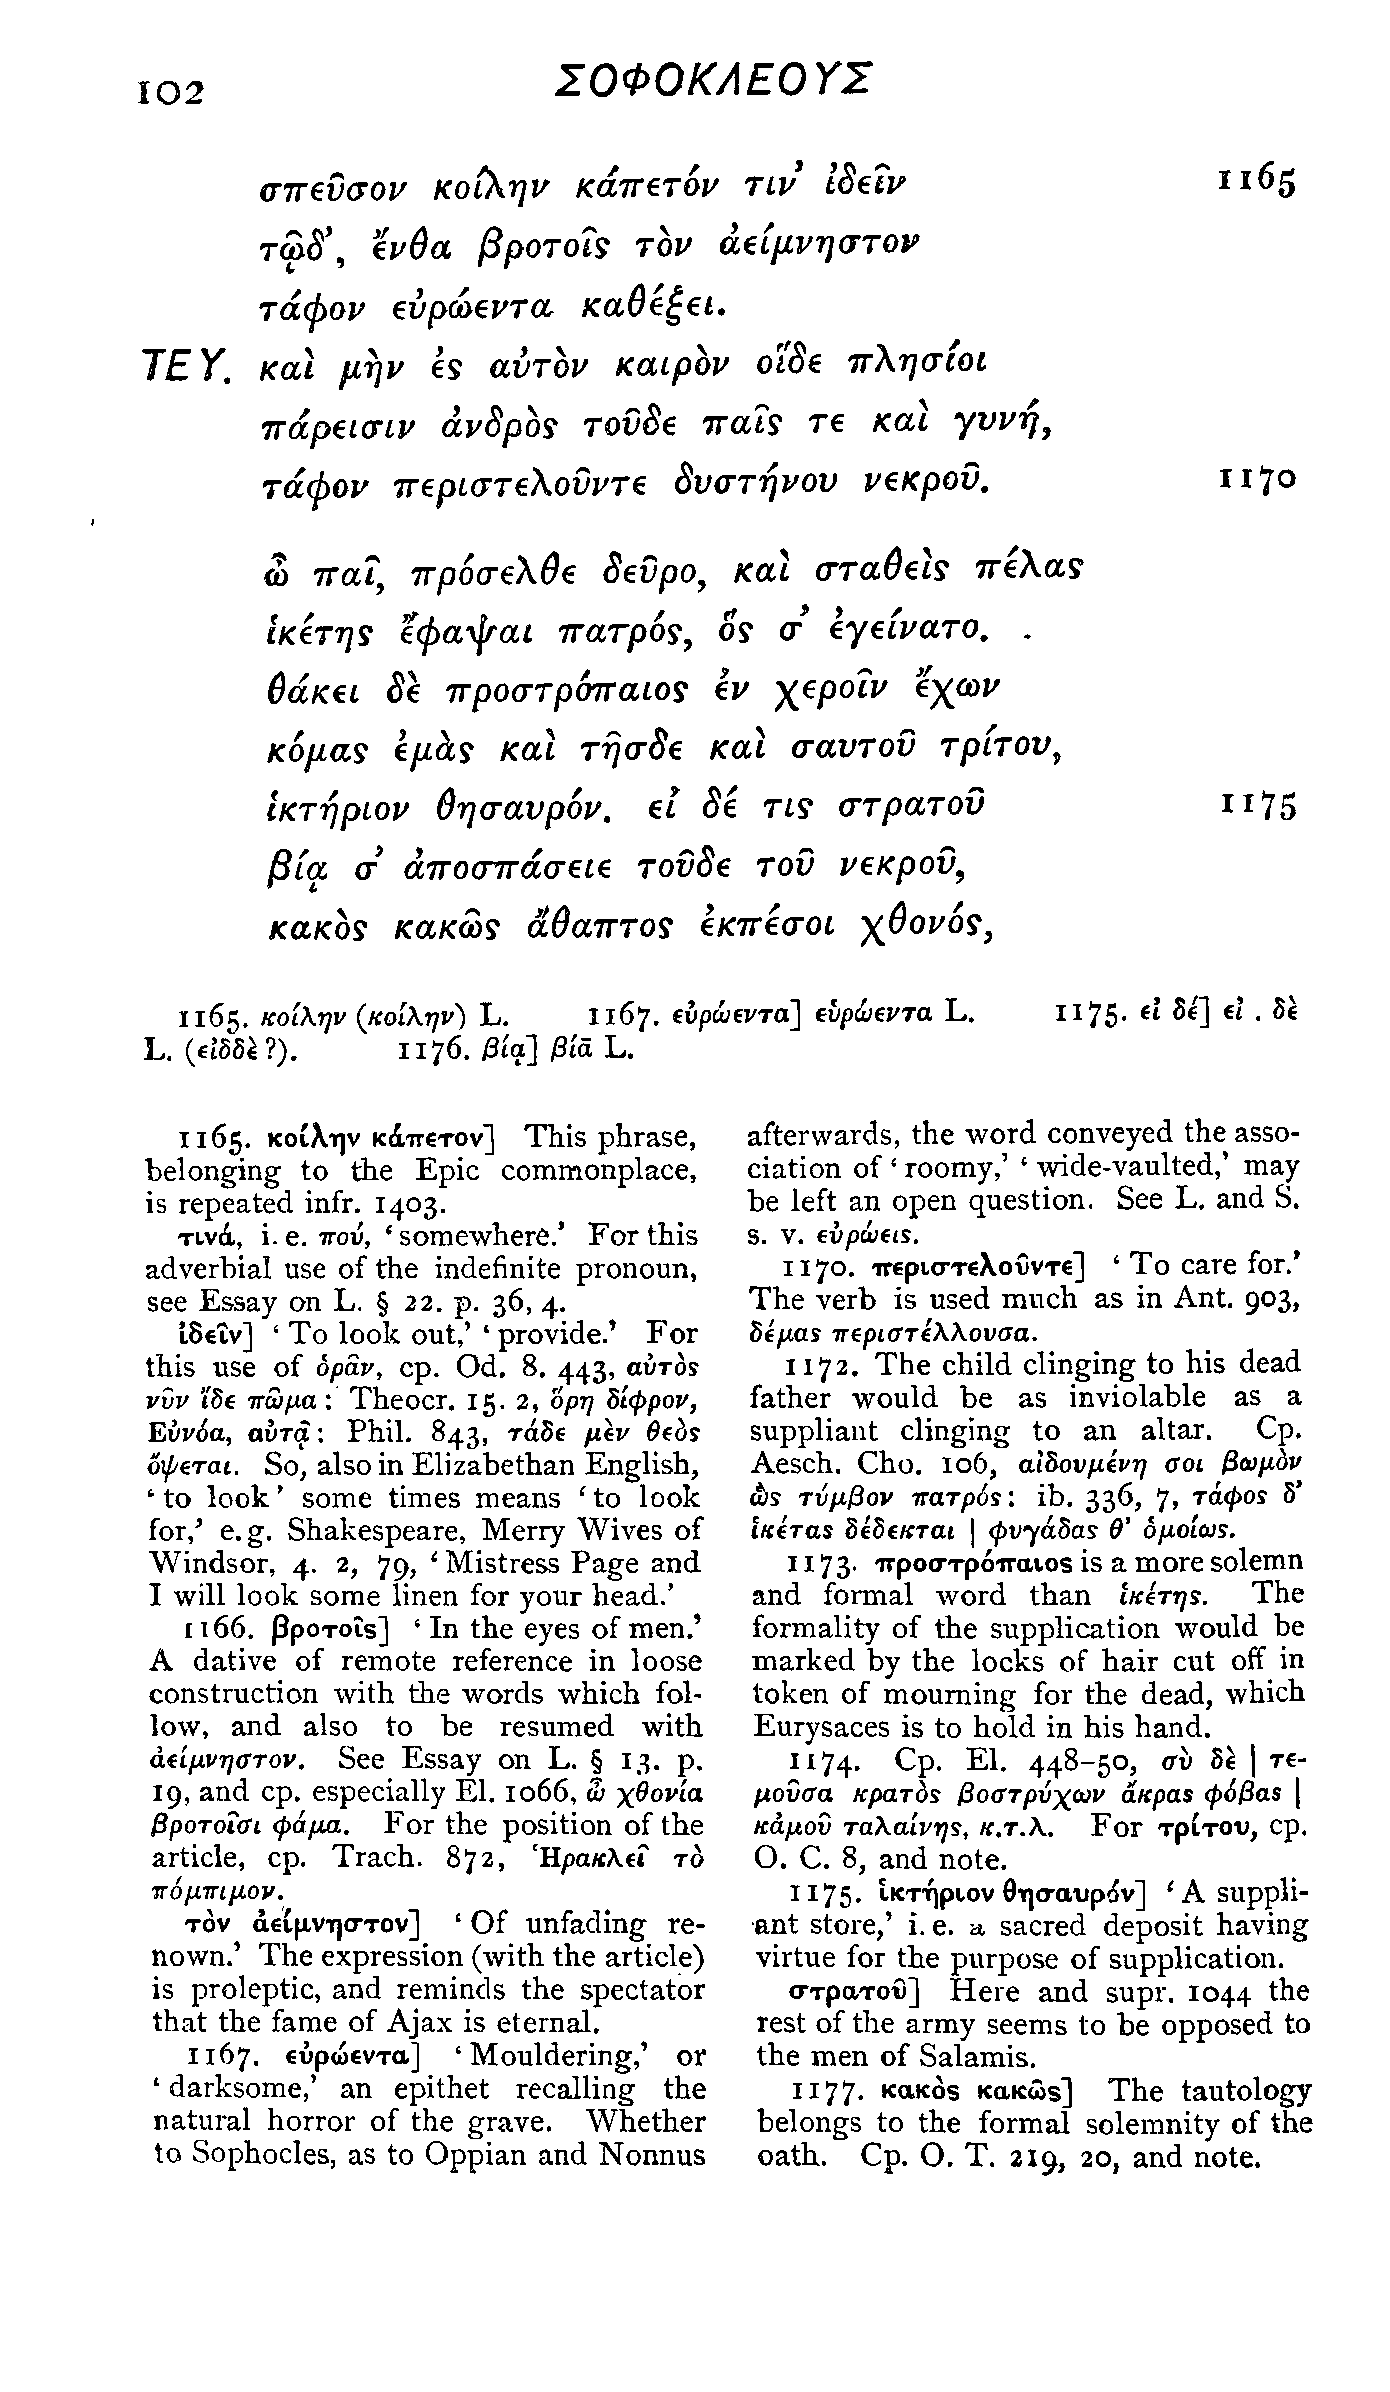 102
ΣΟΦΟΚΛΕΟΥΣ
σπεῦσον κοίλην κάπετόν τιν’ ἰδεῖν 1165
τῷδ’, ἔνθα βροτοῖς τὸν ἀείμνηστον
τάφον εὐρώεντα καθέξει.
ΤΕΥ. καὶ μὴν ἐς αὐτὸν καιρὸν οἵδε πλησίοι
πάρεισιν ἀνδρὸς τοῦδε παῖς τε καὶ γυνή,
τάφον περιστελοῦντε δυστήνου νεκροῦ. 1170
ὦ παῖ, πρόσελθε δεῦρο, καὶ σταθεὶς πέλας
ἱκέτης ἔφαψαι πατρός, ὅς σ’ ἐγείνατο.
θάκει δὲ προστρόπαιος ἐν χεροῖν ἔχων
κόμας ἐμὰς καὶ τῆσδε καὶ σαυτοῦ τρίτου,
ἱκτήριον θησαυρόν. εἰ δέ τις στρατοῦ 1175
βίᾳ σ’ ἀποσπάσειε τοῦδε τοῦ νεκροῦ,
κακὸς κακῶς ἄθαπτος ἐκπέσοι χθονός,
1165. κοίλην (κοίλην) L. 1167. εὐρώεντα] εὑρώεντα L. 1175. εἰ δέ] εἰ . δὲ
L. (εἰδδὲ ?). 1176. βίᾳ] βίᾱ L.
1165. κοίλην κάπετον] This phrase,
belonging to the Epic commonplace,
is repeated infr. 1403.
τινά, i. e. πού, ‘somewhere.’ For this
adverbial use of the indefinite pronoun,
see Essay on L. § 22. p. 36, 4.
ἰδεῖν] ‘To look out,’ ‘provide.’ For
this use of ὁρᾶν, cp. Od. 8. 443, αὐτὸς
νῦν ἴδε πῶμα: Theocr. 15. 2, ὅρη δίφρον,
Εὐνόα, αὐτᾷ: Phil. 843, τάδε μὲν θεὸς
ὄψεται. So, also in Elizabethan English,
‘to look’ some times means ‘to look
for,’ e.g. Shakespeare, Merry Wives of
Windsor, 4. 2, 79, ‘Mistress Page and
I will look some linen for your head.’
1166. βροτοῖς] ‘In the eyes of men.’
A dative of remote reference in loose
construction with the words which fol-
low, and also to be resumed with
ἀείμνηστον. See Essay on L. § 13. p.
19, and cp. especially El. 1066, ὦ χθονία
βροτοῖσι φάμα. For the position of the
article, cp. Trach. 872, Ἡρακλεῖ τὸ
πόμπιμον.
τὸν ἀείμνηστον] ‘Of unfading re-
nown.’ The expression (with the article)
is proleptic, and reminds the spectator
that the fame of Ajax is eternal.
1167. εὐρώεντα] ‘Mouldering,’ or
‘darksome,’ an epithet recalling the
natural horror of the grave. Whether
to Sophocles, as to Oppian and Nonnus
afterwards, the word conveyed the asso-
ciation of ‘roomy,’ ‘wide-vaulted,’ may
be left an open question. See L. and S.
s. v. εὐρώεις.
1170. περιστελοῦντε] ‘To care for.’
The verb is used much as in Ant. 903,
δέμας περιστέλλουσα.
1172. The child clinging to his dead
father would be as inviolable as a
suppliant clinging to an altar. Cp.
Aesch. Cho. 106, αἰδουμένη σοι βωμὸν
ὣς τύμβον πατρός: ib. 336, 7, τάφος δ’
ἱκέτας δέδεκται | φυγάδας θ’ ὁμοίως.
1173. προστρόπαιος is a more solemn
and formal word than ἱκέτης. The
formality of the supplication would be
marked by the locks of hair cut off in
token of mourning for the dead, which
Eurysaces is to hold in his hand.
1174. Cp. El. 448–50, σὺ δὲ | τε-
μοῦσα κρατὸς βοστρύχων ἄκρας φόβας |
κἀμοῦ ταλαίνης, κ.τ.λ. For τρίτου, cp.
O. C. 8, and note.
1175. ἱκτήριον θησαυρόν] ‘A suppli-
ant store,’ i. e. a sacred deposit having
virtue for the purpose of supplication.
στρατοῦ] Here and supr. 1044 the
rest of the army seems to be opposed to
the men of Salamis.
1177. κακὸς κακῶς] The tautology
belongs to the formal solemnity of the
oath. Cp. O. T. 219, 20, and note.